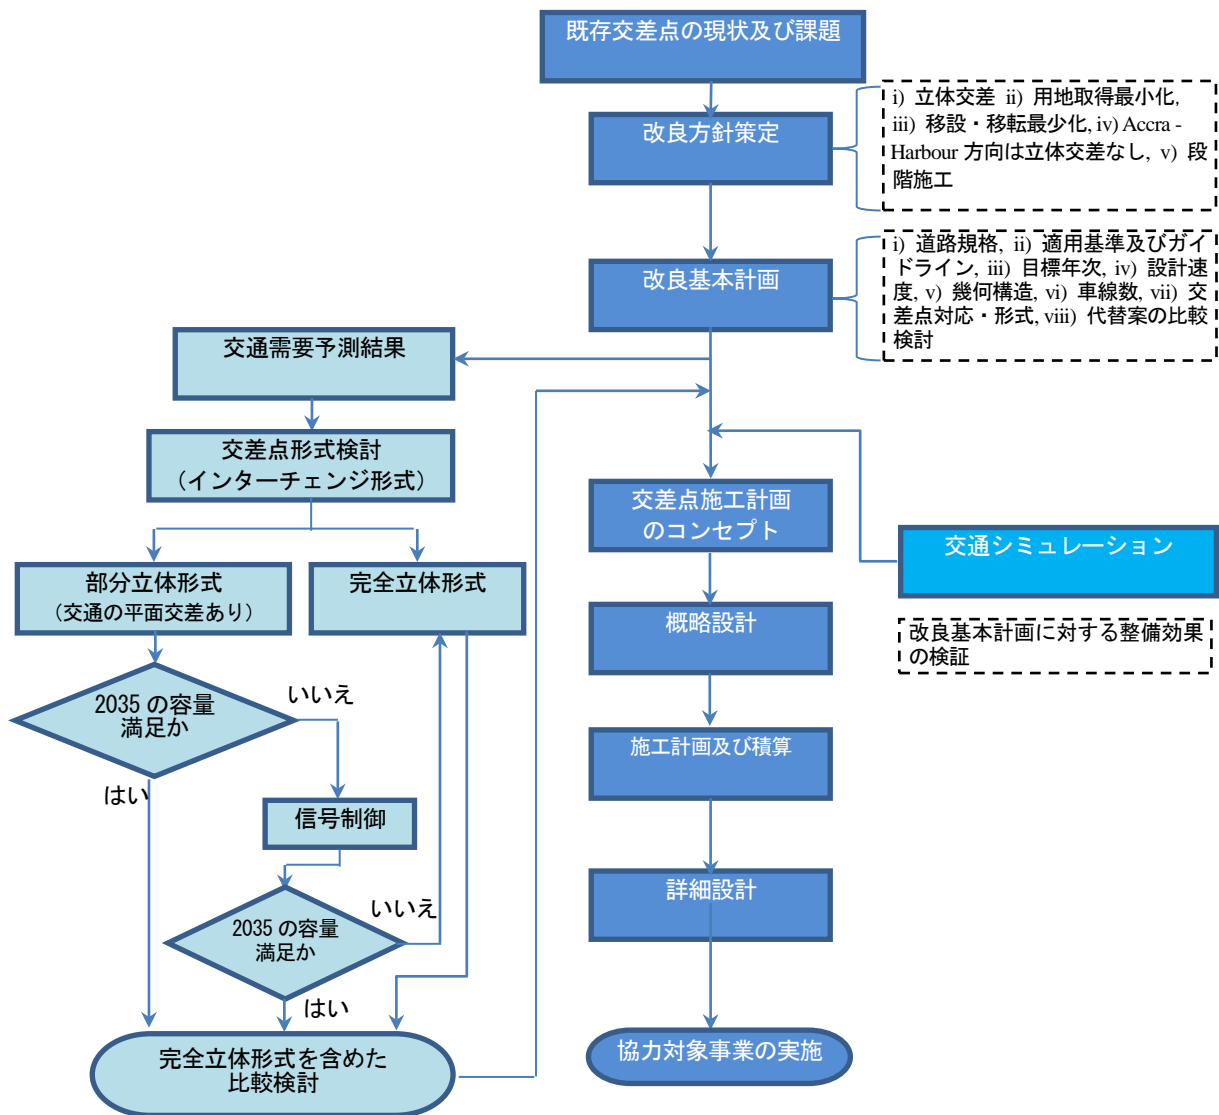 既存交差点の現状及び課題
改良方針策定
i) 立体交差 ii) 用地取得最小化,
iii) 移設・移転最少化, iv) Accra -
Harbour 方向は立体交差なし, v) 段
階施工
改良基本計画
i) 道路規格, ii) 適用基準及びガイ
ドライン, iii) 目標年次, iv) 設計速
度, v) 幾何構造, vi) 車線数, vii) 交
差点対応・形式, viii) 代替案の比較
検討
交通需要予測結果
交差点形式検討
（インターチェンジ形式）
部分立体形式
（交通の平面交差あり）
完全立体形式
2035 の容量
満足か
いいえ
はい
信号制御
2035 の容量
満足か
いいえ
はい
完全立体形式を含めた
比較検討
交差点施工計画
のコンセプト
交通シミュレーション
改良基本計画に対する整備効果
の検証
概略設計
施工計画及び積算
詳細設計
協力対象事業の実施